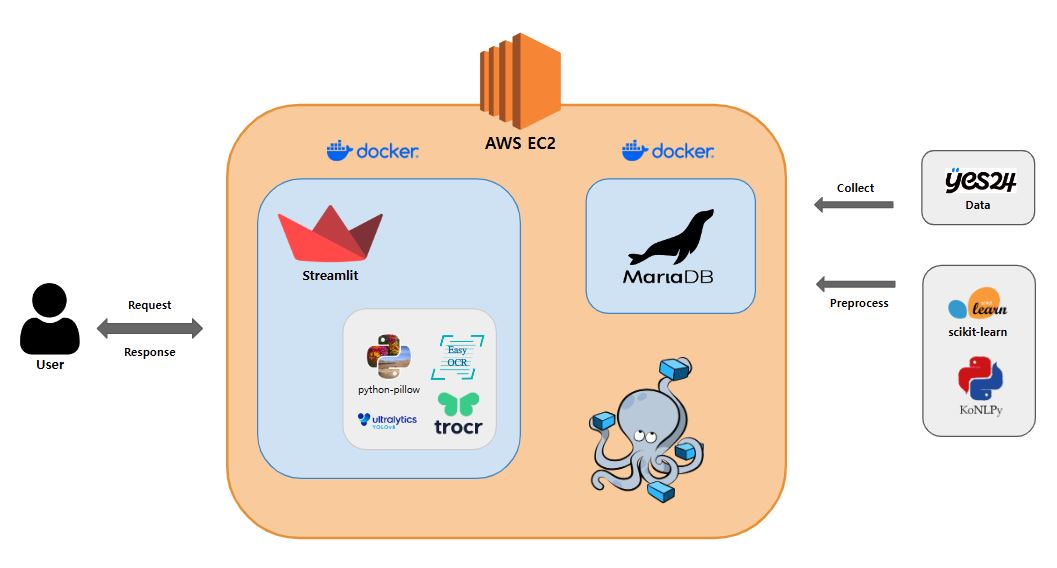 AWS EC2
docker
docker
Streamlit
python-pillow
Easy
OCR
ultralytics
YOLOv8
trocr
MariaDB
Request
Response
User
Collect
Preprocess
yes24
Data
scikit
learn
scikit-learn
KoNLPy